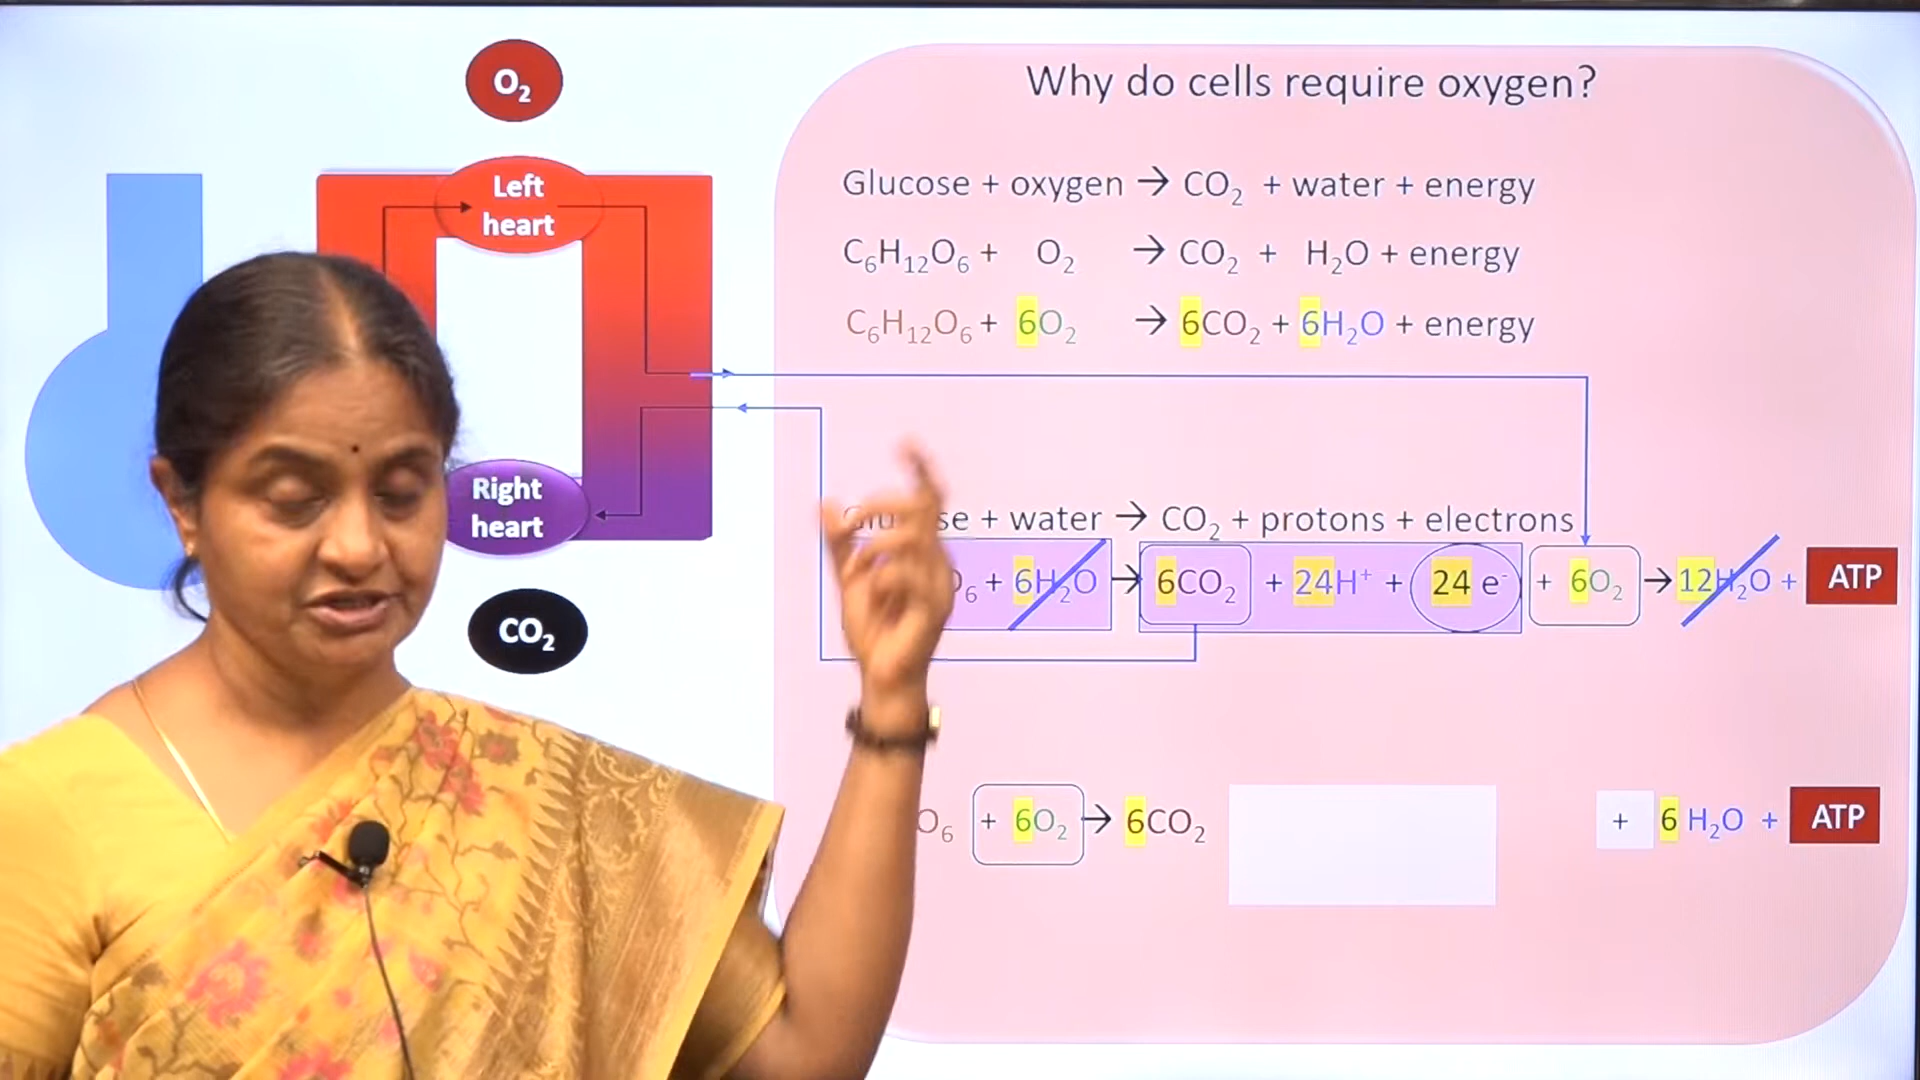 O₂
Left
heart
Right
heart
CO₂
Why do cells require oxygen?
Glucose + oxygen → CO₂ + water + energy
C₆H₁₂O₆ + O₂ → CO₂ + H₂O + energy
C₆H₁₂O₆ + 6O₂ → 6CO₂ + 6H₂O + energy
+ water → CO₂ + protons + electrons
O₆ + 6H₂O → 6CO₂ + 24H⁺ + 24 e⁻ + 6O₂ → 12H₂O + ATP
O₆ + 6O₂ → 6CO₂ + 6 H₂O + ATP